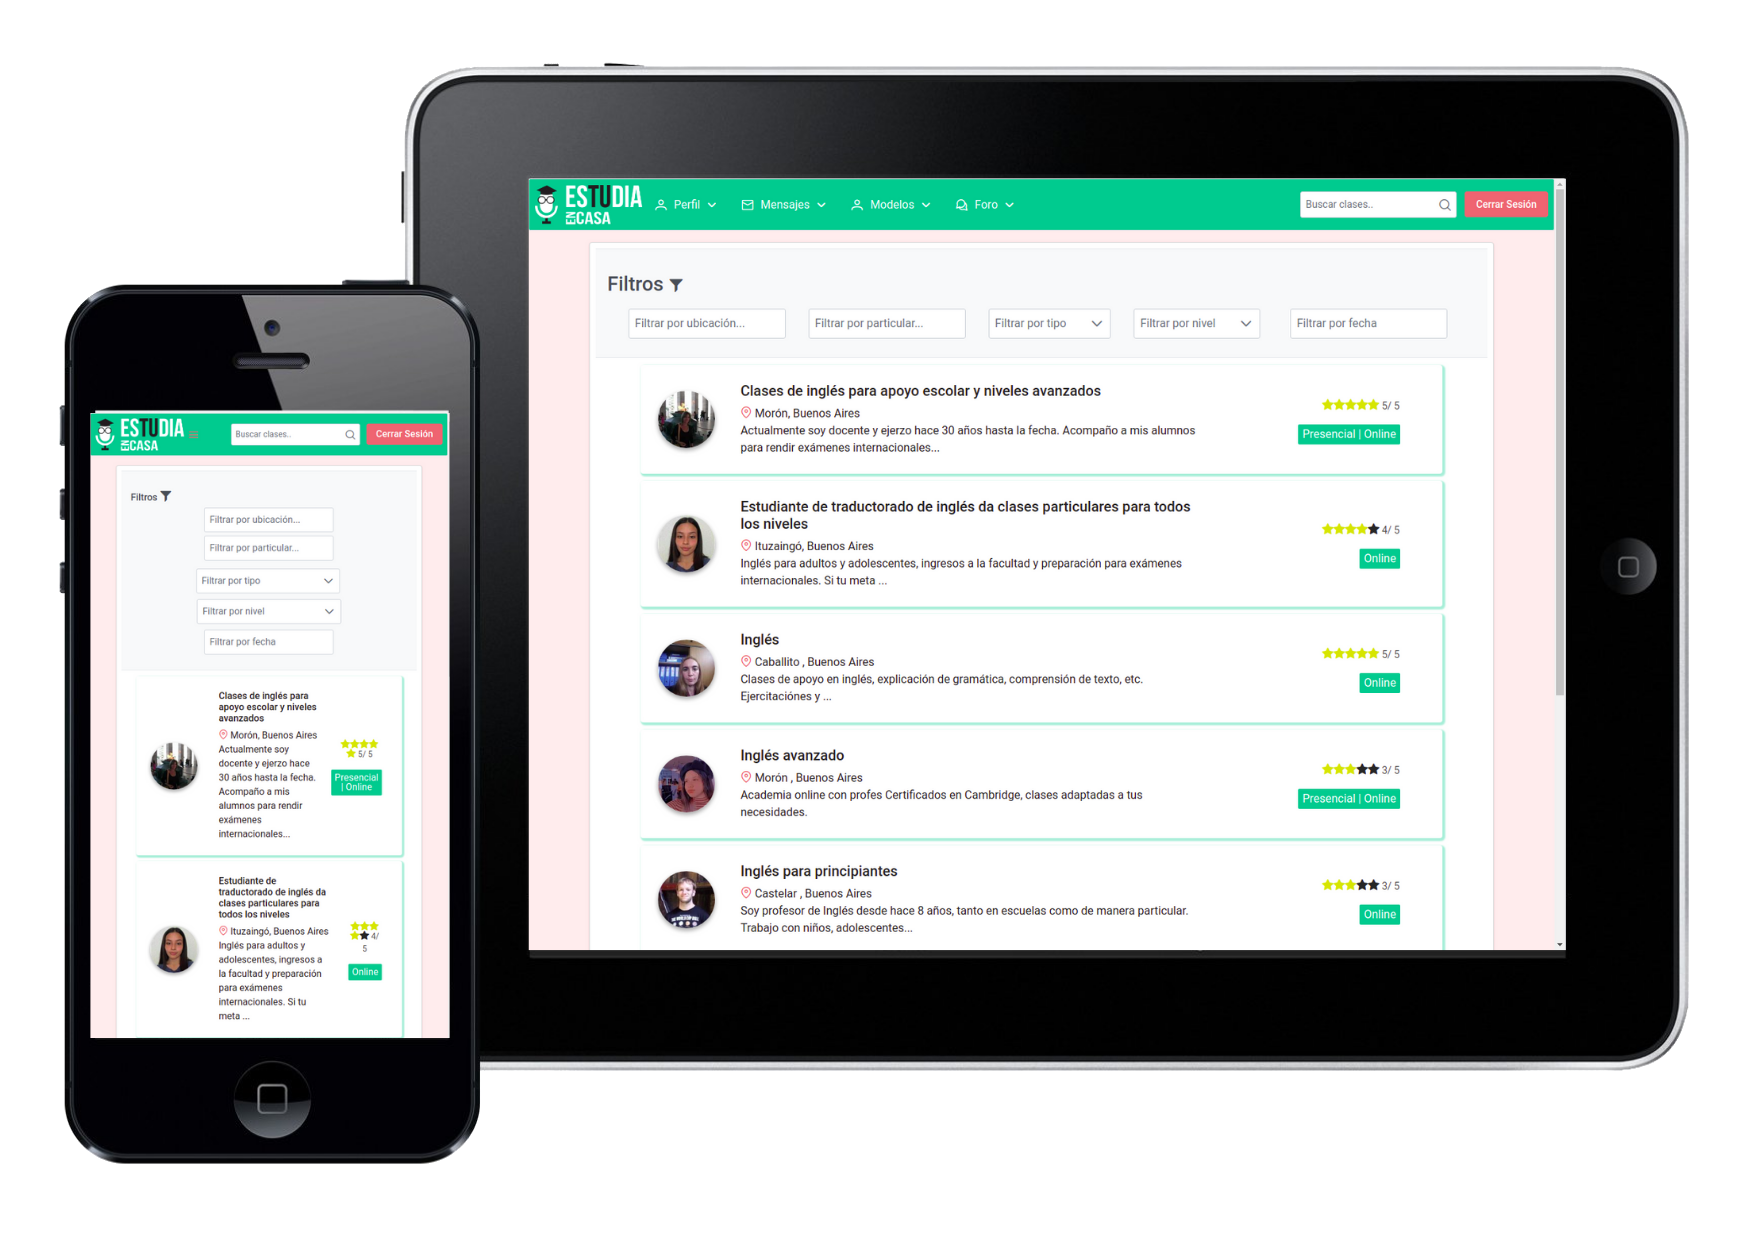 ESTUDIA
EN CASA
Perfil
Mensajes
Modelos
Foro
Buscar clases..
Cerrar Sesión
Filtros
Filtrar por ubicación...
Filtrar por particular...
Filtrar por tipo
Filtrar por nivel
Filtrar por fecha
Clases de inglés para apoyo escolar y niveles avanzados
Morón, Buenos Aires
Actualmente soy docente y ejerzo hace 30 años hasta la fecha. Acompaño a mis alumnos
para rendir exámenes internacionales...
5/ 5
Presencial | Online
Estudiante de traductorado de inglés da clases particulares para todos
los niveles
Ituzaingó, Buenos Aires
Inglés para adultos y adolescentes, ingresos a la facultad y preparación para exámenes
internacionales. Si tu meta ...
4/ 5
Online
Inglés
Caballito , Buenos Aires
Clases de apoyo en inglés, explicación de gramática, comprensión de texto, etc.
Ejercitaciónes y ...
5/ 5
Online
Inglés avanzado
Morón , Buenos Aires
Academia online con profes Certificados en Cambridge, clases adaptadas a tus
necesidades.
3/ 5
Presencial | Online
Inglés para principiantes
Castelar , Buenos Aires
Soy profesor de Inglés desde hace 8 años, tanto en escuelas como de manera particular.
Trabajo con niños, adolescentes...
3/ 5
Online
ESTUDIA
EN CASA
Buscar clases..
Cerrar Sesión
Filtros
Filtrar por ubicación...
Filtrar por particular...
Filtrar por tipo
Filtrar por nivel
Filtrar por fecha
Clases de inglés para
apoyo escolar y niveles
avanzados
Morón, Buenos Aires
Actualmente soy
docente y ejerzo hace
30 años hasta la fecha.
Acompaño a mis
alumnos para rendir
exámenes
internacionales...
5/ 5
Presencial
| Online
Estudiante de
traductorado de inglés da
clases particulares para
todos los niveles
Ituzaingó, Buenos Aires
Inglés para adultos y
adolescentes, ingresos a
la facultad y preparación
para exámenes
internacionales. Si tu
meta ...
4/
5
Online